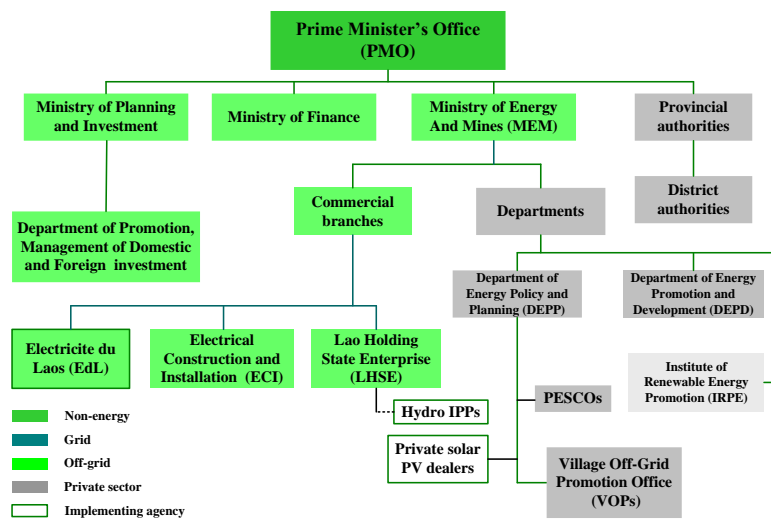 Prime Minister's Office
(PMO)
Ministry of Planning
and Investment
Ministry of Finance
Ministry of Energy
And Mines (MEM)
Provincial
authorities
Commercial
branches
Departments
District
authorities
Department of Promotion,
Management of Domestic
and Foreign investment
Department of
Energy Policy and
Planning (DEPP)
Department of Energy
Promotion and
Development (DEPD)
Electricite du
Laos (EdL)
Electrical
Construction and
Installation (ECI)
Lao Holding
State Enterprise
(LHSE)
Institute of
Renewable Energy
Promotion (IRPE)
Hydro IPPs
PESCOs
Private solar
PV dealers
Village Off-Grid
Promotion Office
(VOPs)
Non-energy
Grid
Off-grid
Private sector
Implementing agency